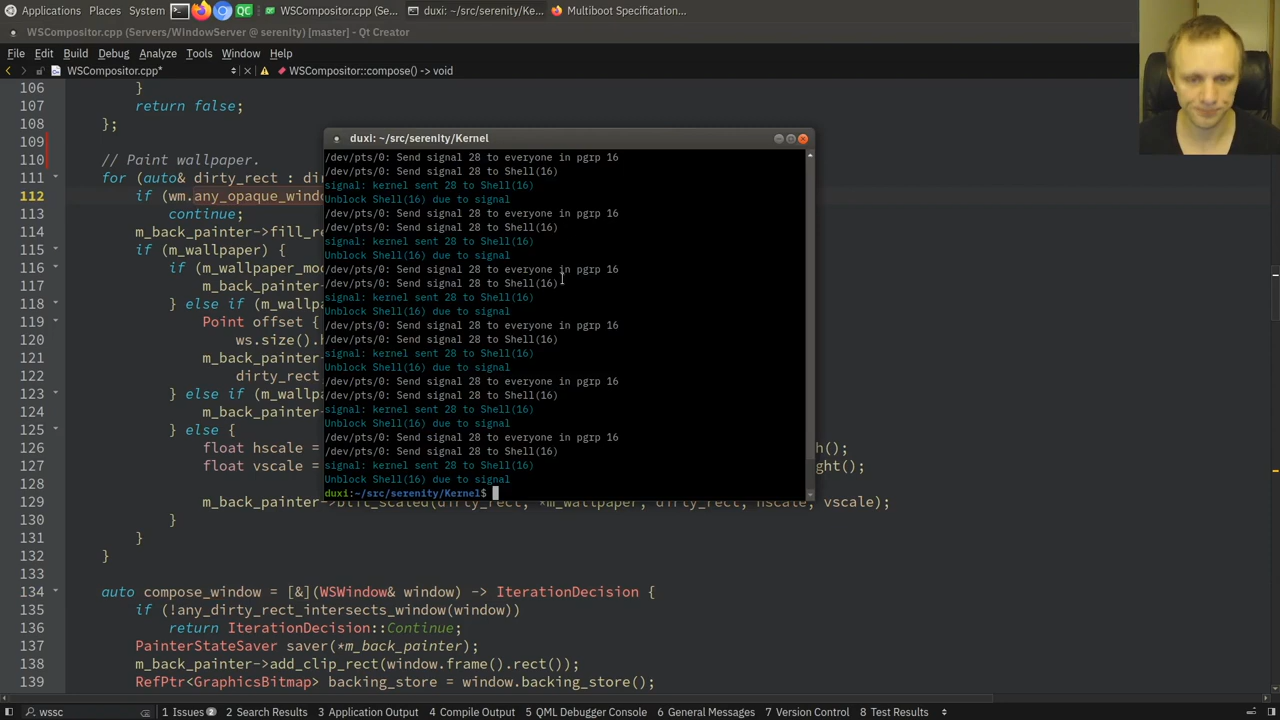 Applications Places System WSCompositor.cpp (Se... duxi: ~/src/serenity/Ke... Multiboot Specification...
WSCompositor.cpp (Servers/WindowServer @ serenity) [master] - Qt Creator
File Edit Build Debug Analyze Tools Window Help
WSCompositor.cpp* WSCompositor::compose() -> void
106 }
107 return false;
108 };
109
110 // Paint wallpaper.
111 for (auto& dirty_rect : di
112 if (wm.any_opaque_windo
113 continue;
114 m_back_painter->fill_re
115 if (m_wallpaper) {
116 if (m_wallpaper_mod
117 m_back_painter-
118 } else if (m_wallpa
119 Point offset {
120 ws.size().
121 m_back_painter-
122 dirty_rect
123 } else if (m_wallpa
124 m_back_painter-
125 } else {
126 float hscale = h();
127 float vscale = ght();
128
129 m_back_painter->blit_scaled(dirty_rect, *m_wallpaper, dirty_rect, hscale, vscale);
130 }
131 }
132 }
133
134 auto compose_window = [&](WSWindow& window) -> IterationDecision {
135 if (!any_dirty_rect_intersects_window(window))
136 return IterationDecision::Continue;
137 PainterStateSaver saver(*m_back_painter);
138 m_back_painter->add_clip_rect(window.frame().rect());
139 RefPtr<GraphicsBitmap> backing_store = window.backing_store();
duxi: ~/src/serenity/Kernel
/dev/pts/0: Send signal 28 to everyone in pgrp 16
/dev/pts/0: Send signal 28 to Shell(16)
signal: kernel sent 28 to Shell(16)
Unblock Shell(16) due to signal
/dev/pts/0: Send signal 28 to everyone in pgrp 16
/dev/pts/0: Send signal 28 to Shell(16)
signal: kernel sent 28 to Shell(16)
Unblock Shell(16) due to signal
/dev/pts/0: Send signal 28 to everyone in pgrp 16
/dev/pts/0: Send signal 28 to Shell(16)
signal: kernel sent 28 to Shell(16)
Unblock Shell(16) due to signal
/dev/pts/0: Send signal 28 to everyone in pgrp 16
/dev/pts/0: Send signal 28 to Shell(16)
signal: kernel sent 28 to Shell(16)
Unblock Shell(16) due to signal
/dev/pts/0: Send signal 28 to everyone in pgrp 16
/dev/pts/0: Send signal 28 to Shell(16)
signal: kernel sent 28 to Shell(16)
Unblock Shell(16) due to signal
/dev/pts/0: Send signal 28 to everyone in pgrp 16
/dev/pts/0: Send signal 28 to Shell(16)
signal: kernel sent 28 to Shell(16)
Unblock Shell(16) due to signal
duxi:~/src/serenity/Kernel$
wssc 1 Issues 2 2 Search Results 3 Application Output 4 Compile Output 5 QML Debugger Console 6 General Messages 7 Version Control 8 Test Results